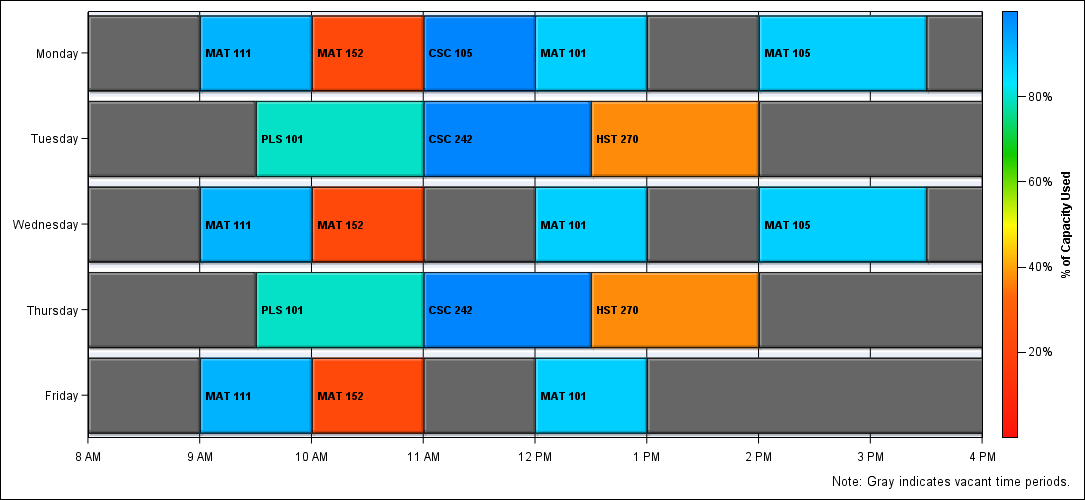 Monday MAT 111 MAT 152 CSC 105 MAT 101 MAT 105
Tuesday PLS 101 CSC 242 HST 270
Wednesday MAT 111 MAT 152 MAT 101 MAT 105
Thursday PLS 101 CSC 242 HST 270
Friday MAT 111 MAT 152 MAT 101
8 AM 9 AM 10 AM 11 AM 12 PM 1 PM 2 PM 3 PM 4 PM
80%
60%
40%
20%
% of Capacity Used
Note: Gray indicates vacant time periods.